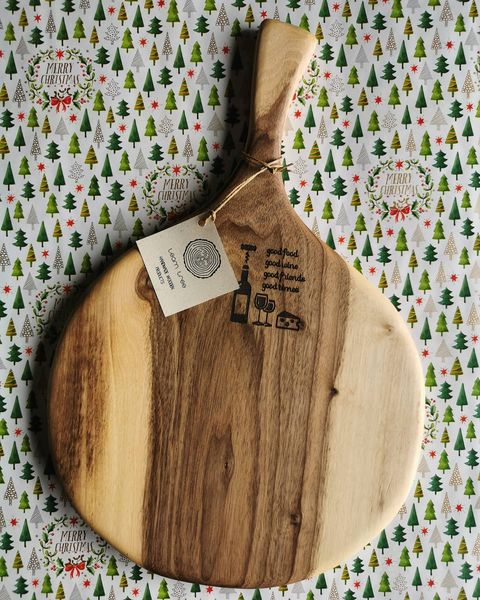 MERRY
CHRISTMAS
MERRY
CHRISTMAS
MERRY
CHRISTMAS
good food
good wine
good friends
good times
MERRY
CHRISTMAS